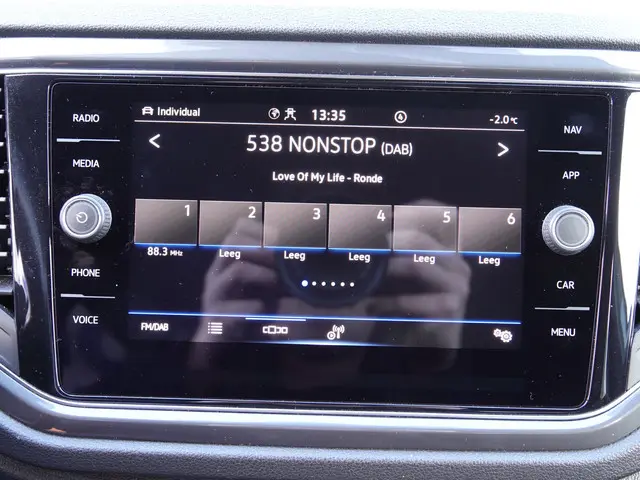 RADIO
MEDIA
PHONE
VOICE
Individual 13:35 4 -2.0°C
< 538 NONSTOP (DAB) >
Love Of My Life - Ronde
1 2 3 4 5 6
88.3 MHz Leeg Leeg Leeg Leeg Leeg
FM/DAB
NAV
APP
CAR
MENU